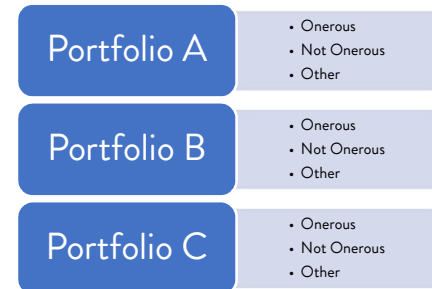 Portfolio A
• Onerous
• Not Onerous
• Other
Portfolio B
• Onerous
• Not Onerous
• Other
Portfolio C
• Onerous
• Not Onerous
• Other